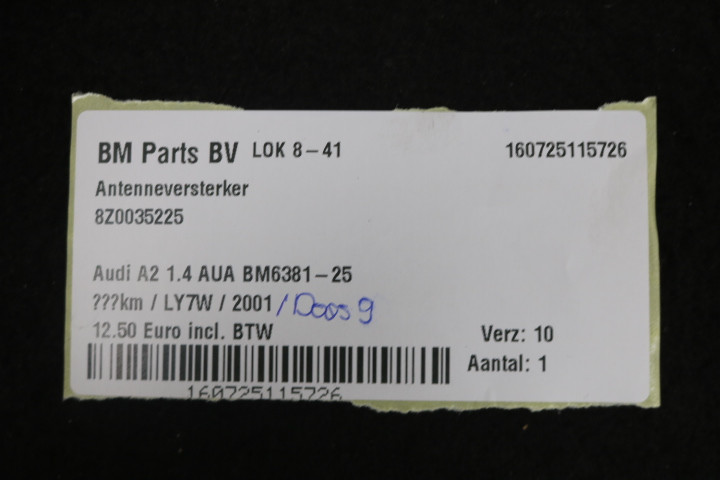 BM Parts BV LOK 8-41 160725115726
Antenneversterker
8Z0035225
Audi A2 1.4 AUA BM6381-25
???km / LY7W / 2001 / Doos 9
12.50 Euro incl. BTW Verz: 10
Aantal: 1
160725115726